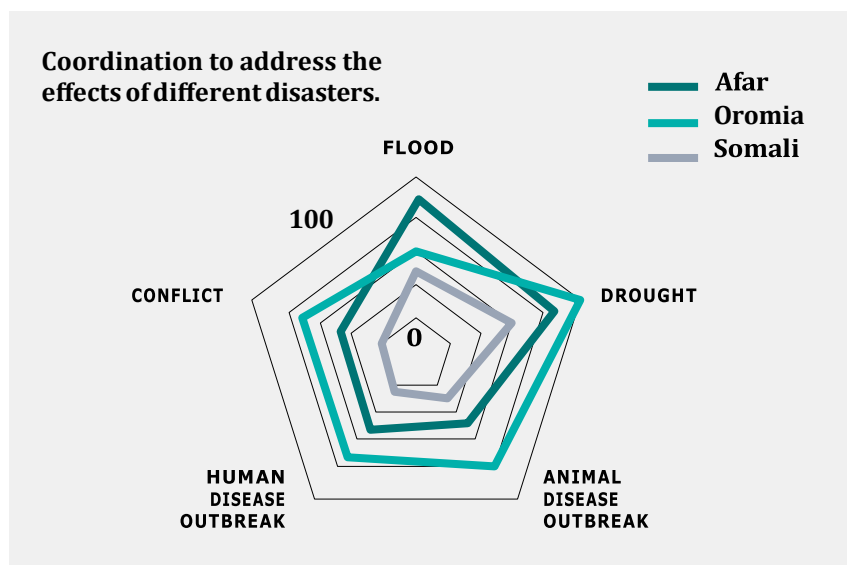 Coordination to address the
effects of different disasters.
Afar
Oromia
Somali
FLOOD
100
CONFLICT
DROUGHT
0
HUMAN
DISEASE
OUTBREAK
ANIMAL
DISEASE
OUTBREAK